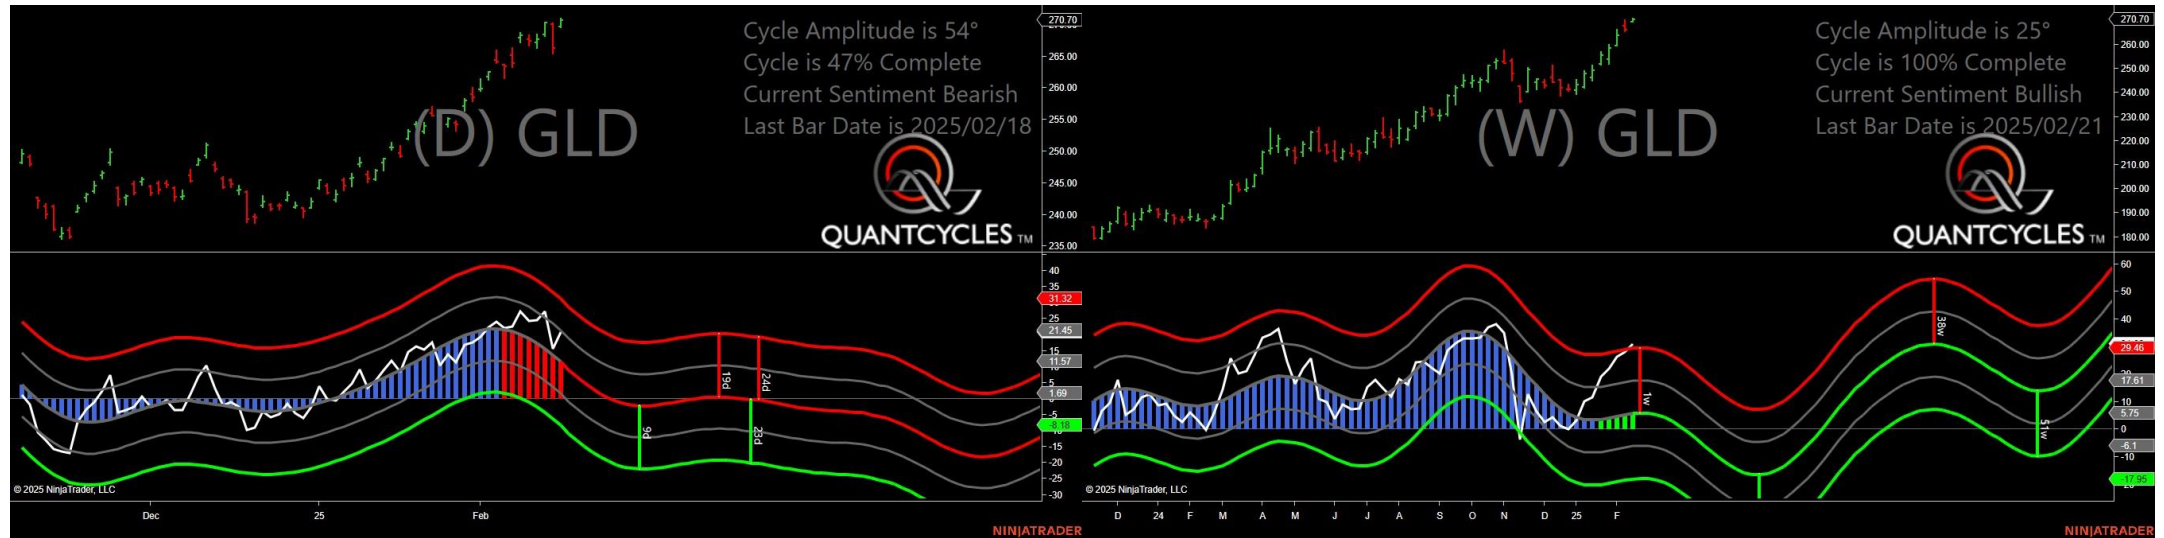 Cycle Amplitude is 54°
Cycle is 47% Complete
Current Sentiment Bearish
Last Bar Date is 2025/02/18
(D) GLD
QUANTCYCLES TM
270.70
265.00
260.00
255.00
250.00
245.00
240.00
235.00
40
35
31.32
25
21.45
15
11.57
5
1.69
-5
-8.18
-15
-20
-25
-30
9d
19d
23d
24d
© 2025 NinjaTrader, LLC
Dec
25
Feb
NINJATRADER
Cycle Amplitude is 25°
Cycle is 100% Complete
Current Sentiment Bullish
Last Bar Date is 2025/02/21
(W) GLD
QUANTCYCLES TM
270.70
260.00
250.00
240.00
230.00
220.00
210.00
200.00
190.00
180.00
60
50
40
29.46
17.61
10
5.75
0
-6.1
-10
-17.95
1w
38w
51w
© 2025 NinjaTrader, LLC
D 24 F M A M J J A S O N D 25 F
NINJATRADER